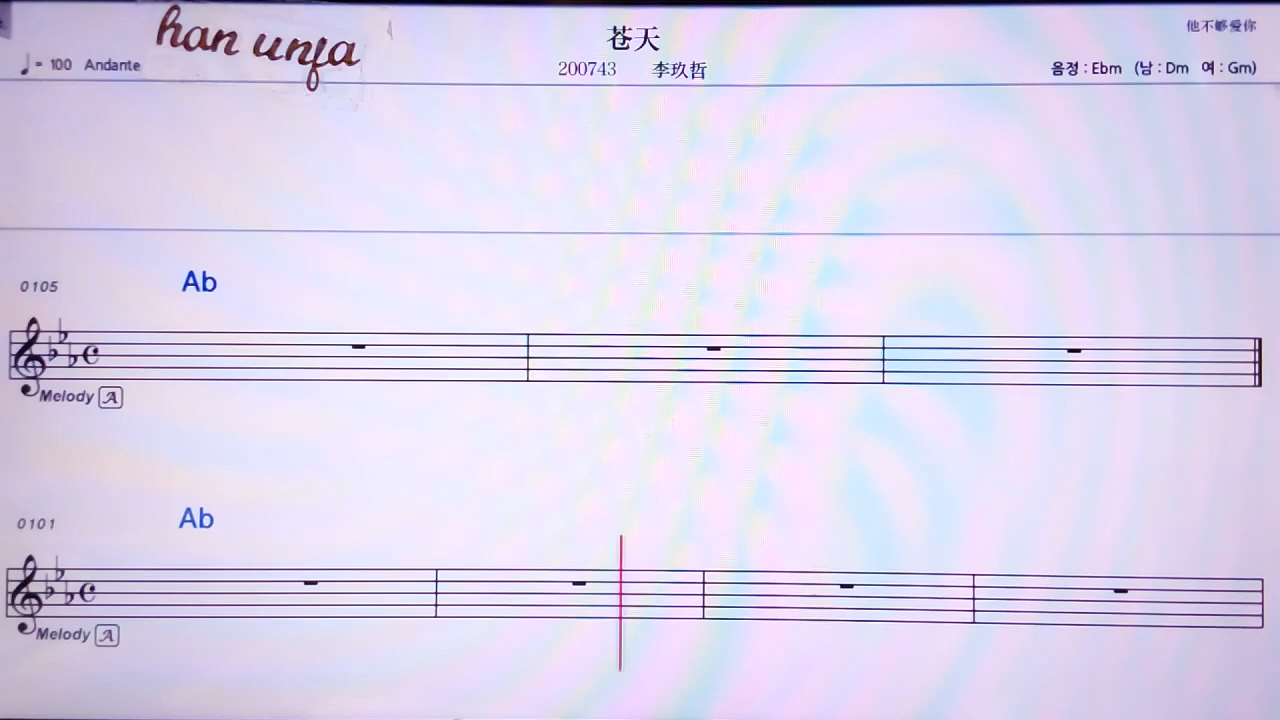 han unfa
他不够爱你
苍天
♩ = 100 Andante
200743 李玖哲
음정 : Ebm (남 : Dm 여 : Gm)
0105 Ab
Melody A
0101 Ab
Melody A